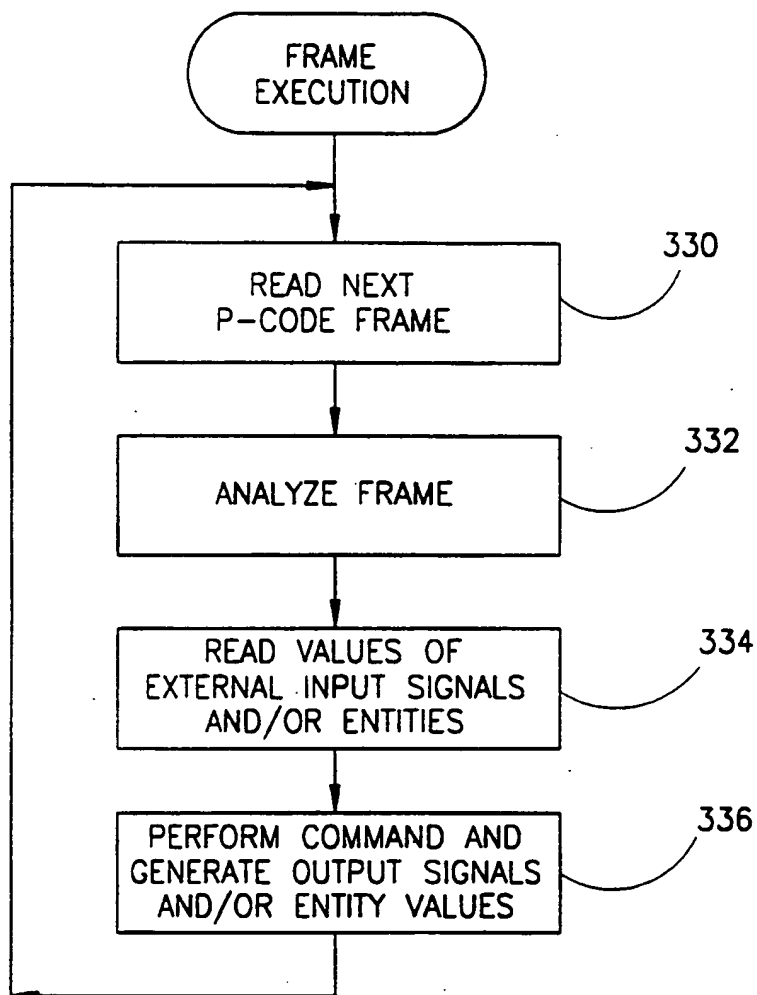 FRAME
EXECUTION
READ NEXT
P-CODE FRAME
330
ANALYZE FRAME
332
READ VALUES OF
EXTERNAL INPUT SIGNALS
AND/OR ENTITIES
334
PERFORM COMMAND AND
GENERATE OUTPUT SIGNALS
AND/OR ENTITY VALUES
336